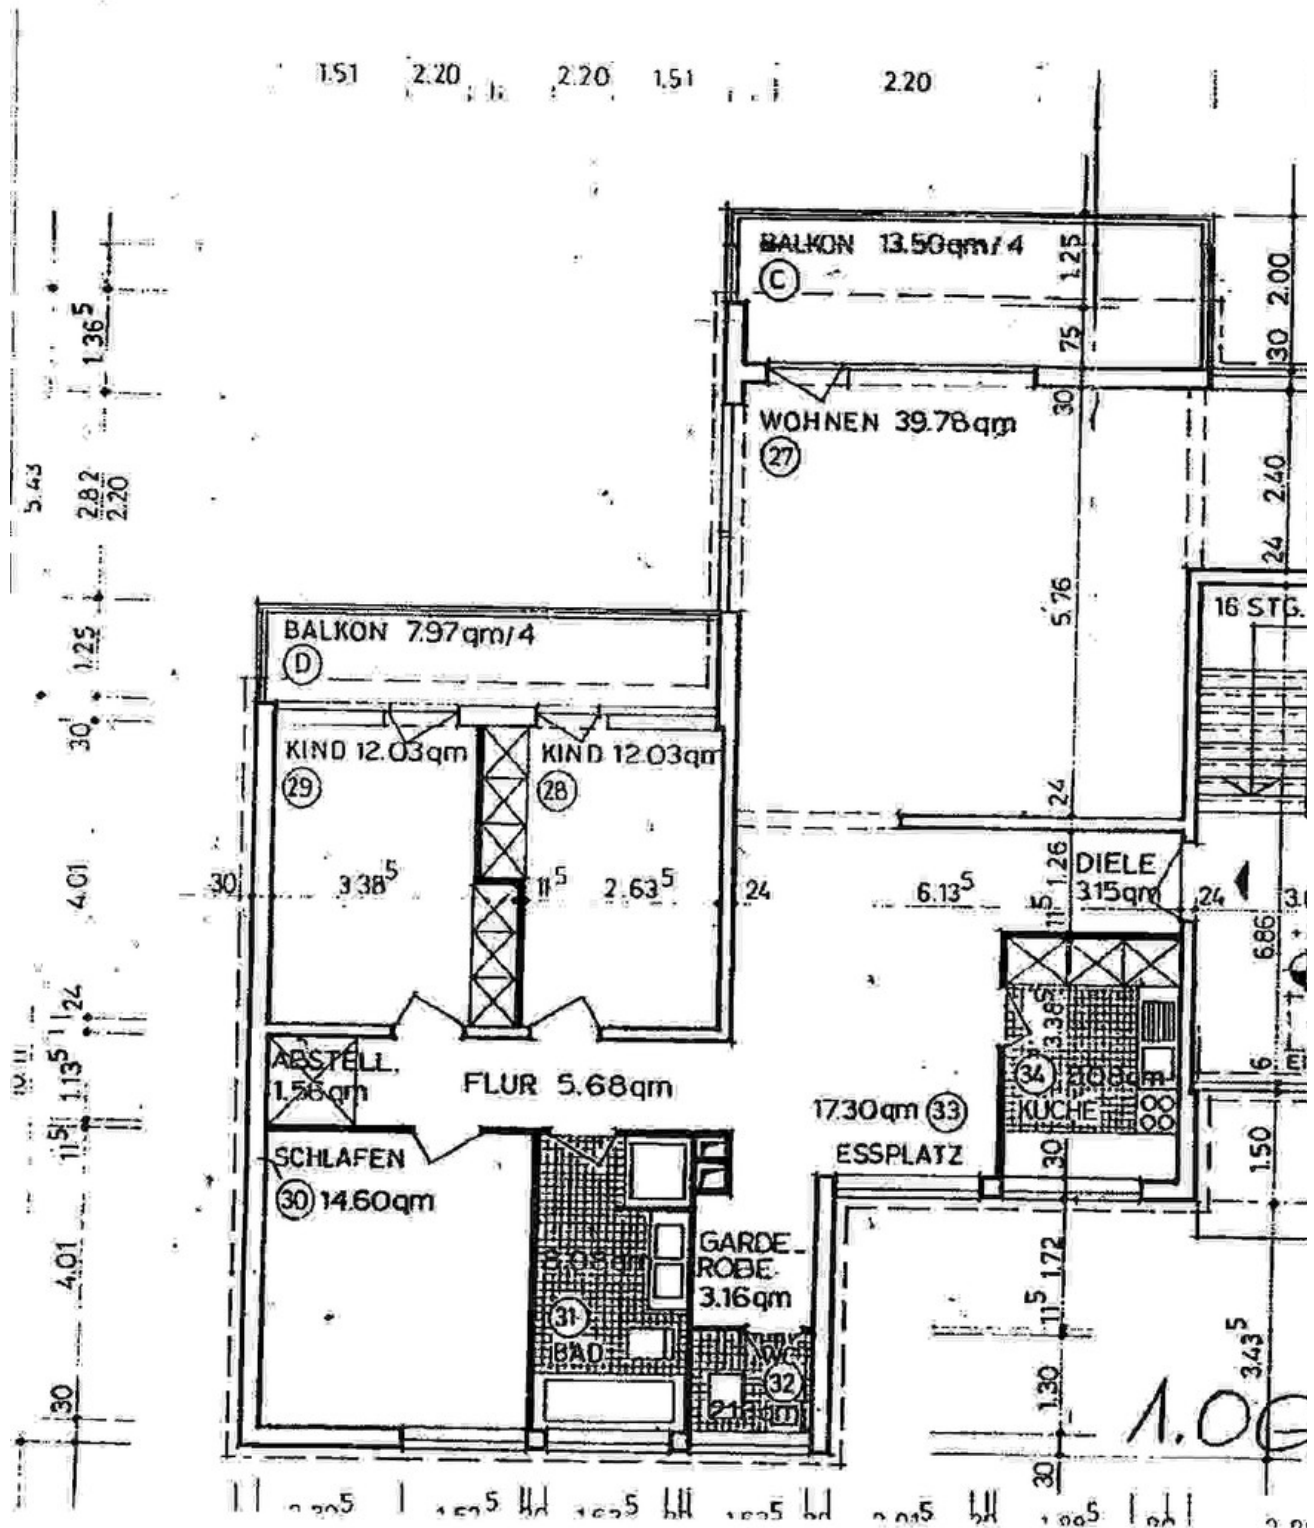 1.51 2.20 2.20 1.51 2.20
BALKON 13.50qm/4
C
1.25
2.00
75
30
30
1.36⁵
WOHNEN 39.78qm
27
5.43
2.82
2.20
2.40
24
5.76
16 STG.
BALKON 7.97qm/4
D
1.25
30
KIND 12.03qm
29
KIND 12.03qm
28
24
1.26
DIELE
3.15qm
30 3.38⁵ 11⁵ 2.63⁵ 24 6.13⁵ 24
11⁵
4.01
6.86
24
3.38⁵
ABSTELL.
1.56qm
FLUR 5.68qm
1.13⁵
11⁵
34
KÜCHE
6
17.30qm 33
ESSPLATZ
30
1.50
SCHLAFEN
30 14.60qm
GARDE-
ROBE
3.16qm
31
BAD
WC
32
4.01
1.72
11⁵
1.30
3.43⁵
30
30